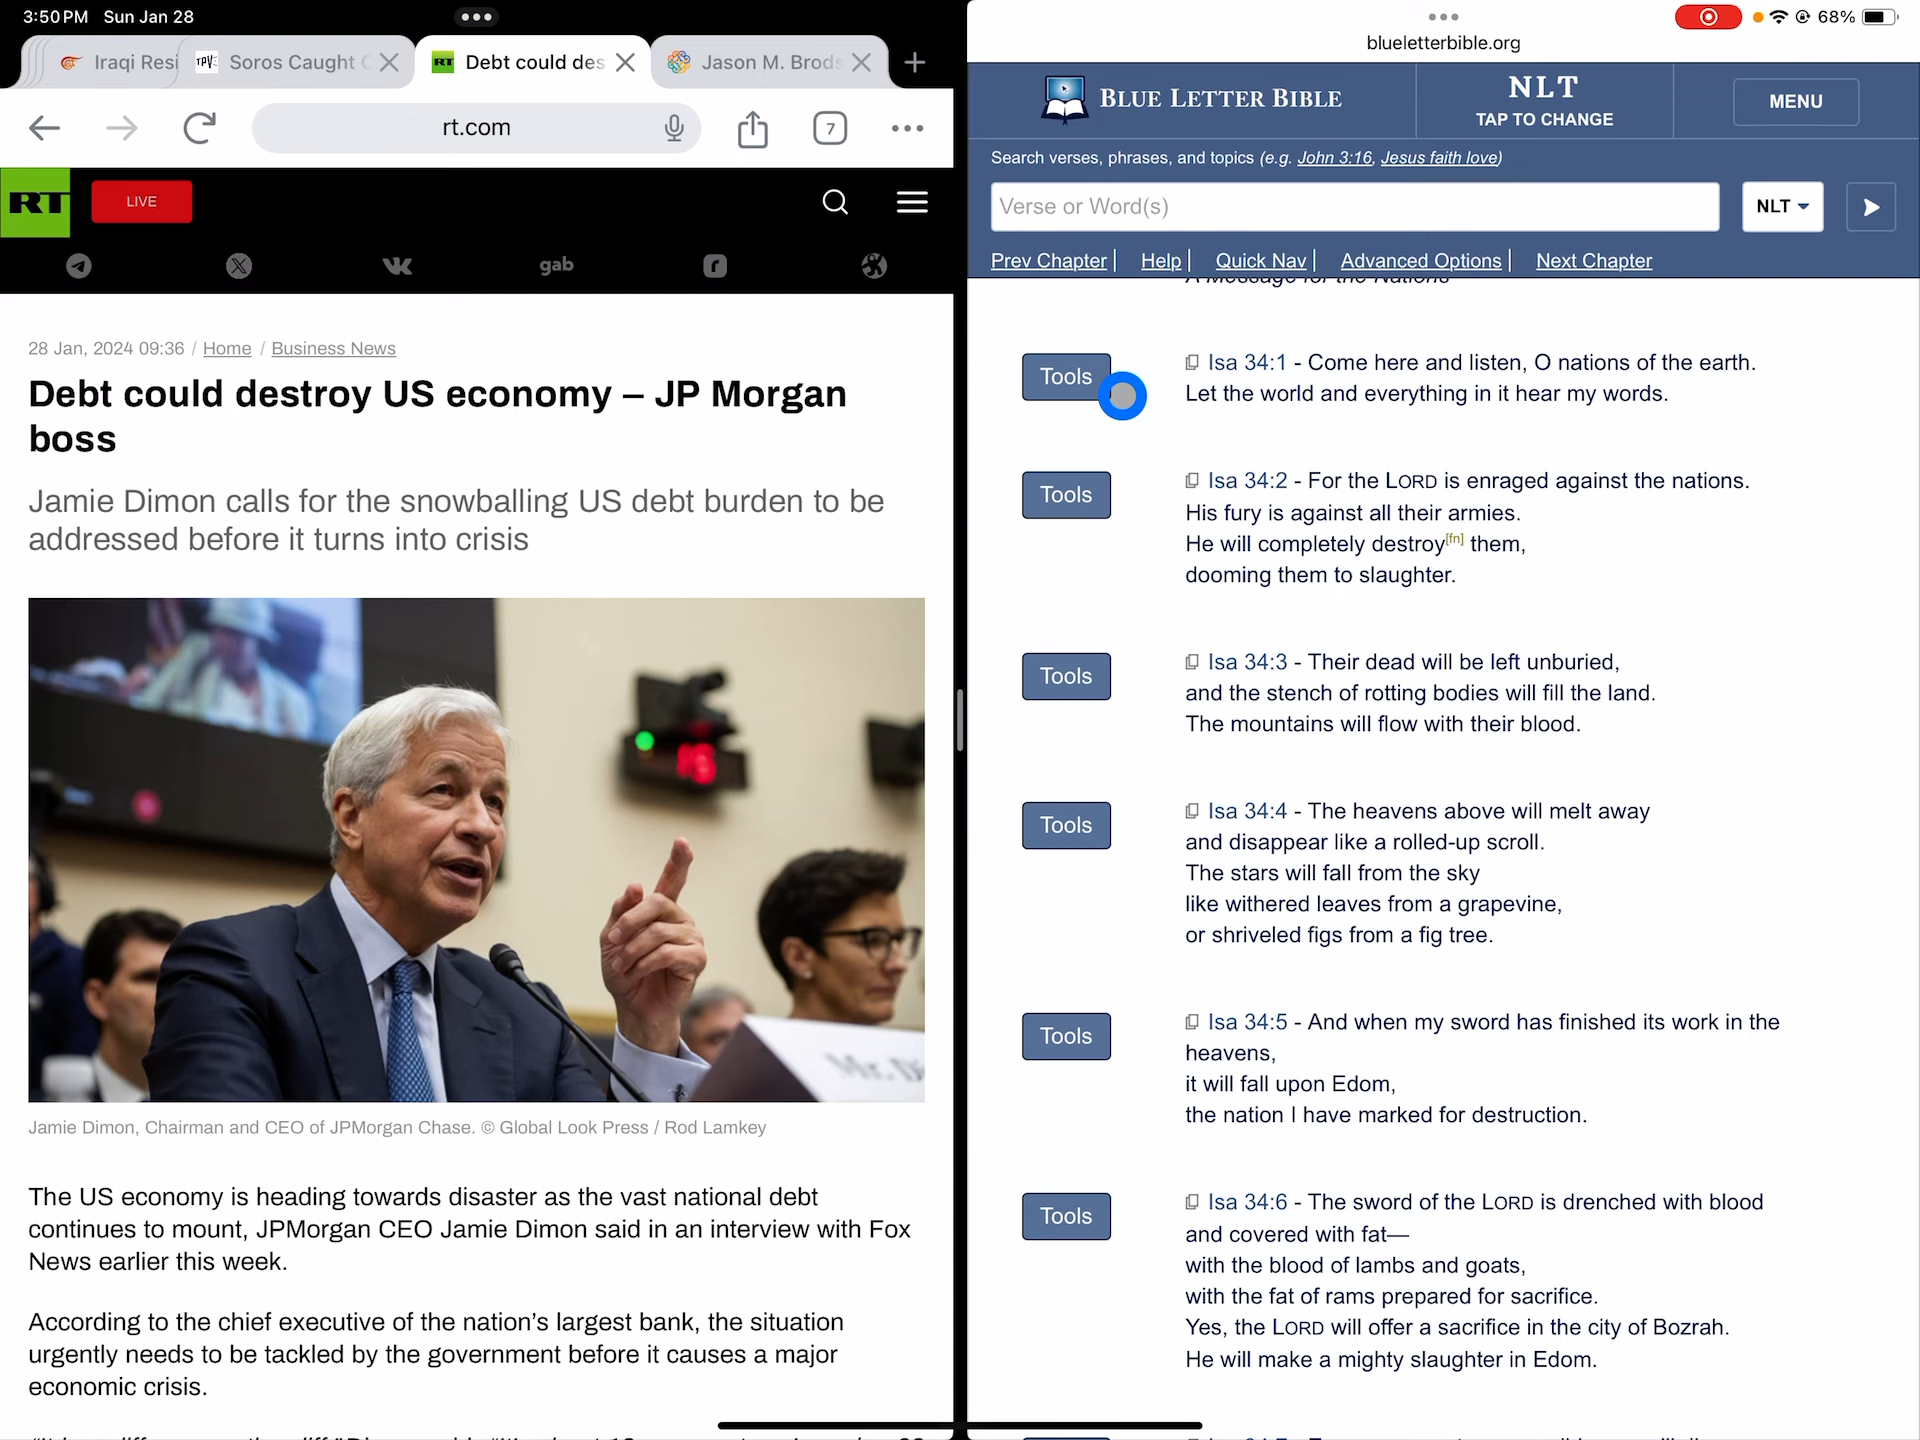 3:50 PM Sun Jan 28
Iraqi Resi
Soros Caught
Debt could des
Jason M. Brods
rt.com
7
RT
LIVE
gab
28 Jan, 2024 09:36 / Home / Business News
Debt could destroy US economy – JP Morgan
boss
Jamie Dimon calls for the snowballing US debt burden to be
addressed before it turns into crisis
18
Jamie Dimon, Chairman and CEO of JPMorgan Chase. © Global Look Press / Rod Lamkey
The US economy is heading towards disaster as the vast national debt
continues to mount, JPMorgan CEO Jamie Dimon said in an interview with Fox
News earlier this week.
According to the chief executive of the nation’s largest bank, the situation
urgently needs to be tackled by the government before it causes a major
economic crisis.
68%
blueletterbible.org
BLUE LETTER BIBLE
NLT
TAP TO CHANGE
MENU
Search verses, phrases, and topics (e.g. John 3:16, Jesus faith love)
Verse or Word(s)
NLT
Prev Chapter | Help | Quick Nav | Advanced Options | Next Chapter
A Message for the Nations
Tools
Isa 34:1 - Come here and listen, O nations of the earth.
Let the world and everything in it hear my words.
Tools
Isa 34:2 - For the LORD is enraged against the nations.
His fury is against all their armies.
He will completely destroy[fn] them,
dooming them to slaughter.
Tools
Isa 34:3 - Their dead will be left unburied,
and the stench of rotting bodies will fill the land.
The mountains will flow with their blood.
Tools
Isa 34:4 - The heavens above will melt away
and disappear like a rolled-up scroll.
The stars will fall from the sky
like withered leaves from a grapevine,
or shriveled figs from a fig tree.
Tools
Isa 34:5 - And when my sword has finished its work in the
heavens,
it will fall upon Edom,
the nation I have marked for destruction.
Tools
Isa 34:6 - The sword of the LORD is drenched with blood
and covered with fat—
with the blood of lambs and goats,
with the fat of rams prepared for sacrifice.
Yes, the LORD will offer a sacrifice in the city of Bozrah.
He will make a mighty slaughter in Edom.